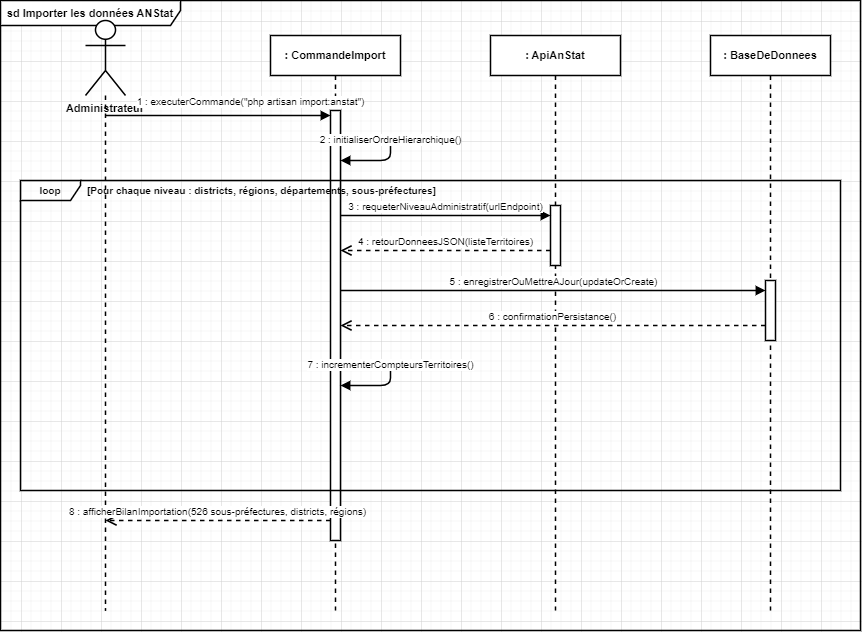 sd Importer les données ANStat
: CommandeImport
: ApiAnStat
: BaseDeDonnees
Administrateur
1 : executerCommande("php artisan import:anstat")
2 : initialiserOrdreHierarchique()
loop
[Pour chaque niveau : districts, régions, départements, sous-préfectures]
3 : requeterNiveauAdministratif(urlEndpoint)
4 : retourDonneesJSON(listeTerritoires)
5 : enregistrerOuMettreAJour(updateOrCreate)
6 : confirmationPersistance()
7 : incrementerCompteursTerritoires()
8 : afficherBilanImportation(526 sous-préfectures, districts, régions)